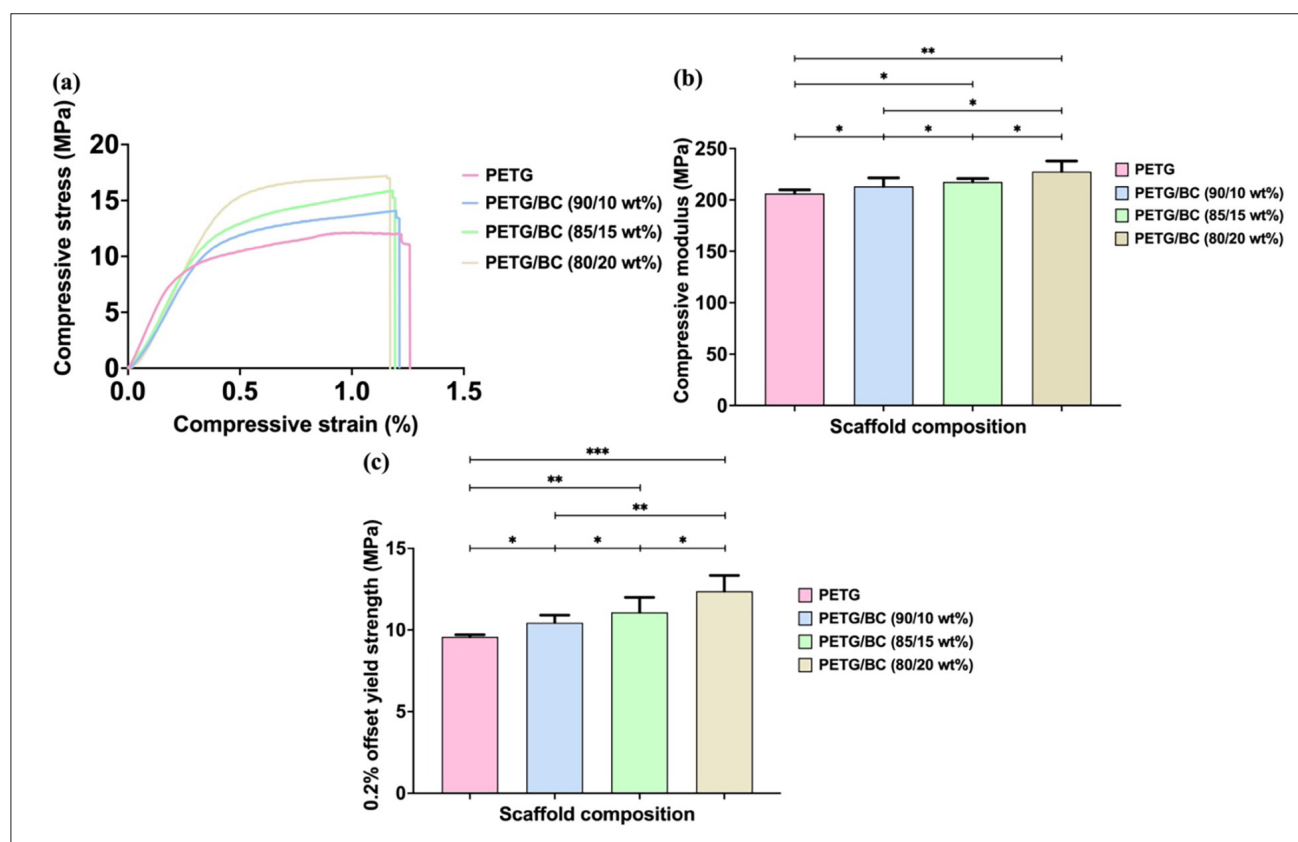 (a)
Compressive stress (MPa)
20
15
10
5
0
0.0
0.5
1.0
1.5
Compressive strain (%)
PETG
PETG/BC (90/10 wt%)
PETG/BC (85/15 wt%)
PETG/BC (80/20 wt%)
(b)
**
*
*
* * *
Compressive modulus (MPa)
250
200
150
100
50
0
Scaffold composition
PETG
PETG/BC (90/10 wt%)
PETG/BC (85/15 wt%)
PETG/BC (80/20 wt%)
(c)
***
**
**
* * *
0.2% offset yield strength (MPa)
15
10
5
0
Scaffold composition
PETG
PETG/BC (90/10 wt%)
PETG/BC (85/15 wt%)
PETG/BC (80/20 wt%)